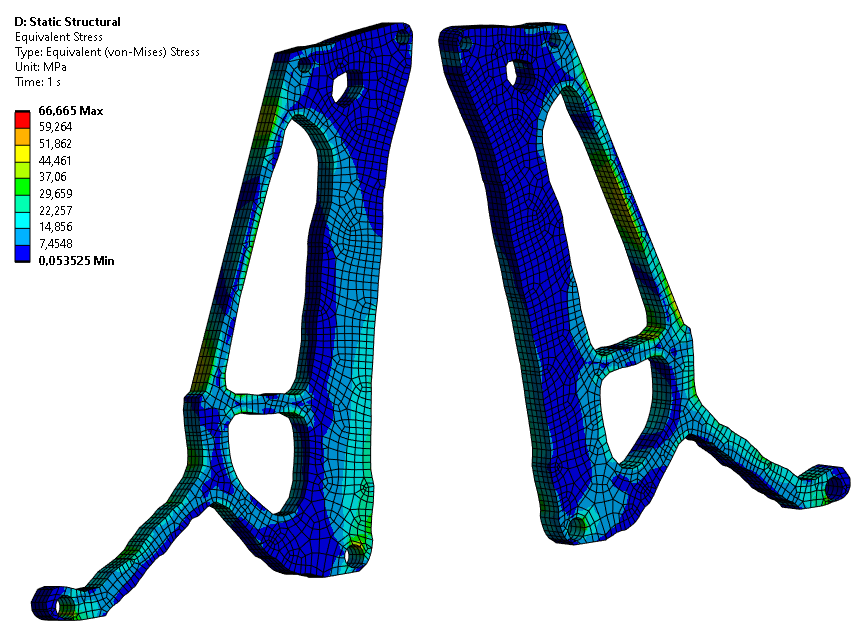 D: Static Structural
Equivalent Stress
Type: Equivalent (von-Mises) Stress
Unit: MPa
Time: 1 s
66,665 Max
59,264
51,862
44,461
37,06
29,659
22,257
14,856
7,4548
0,053525 Min